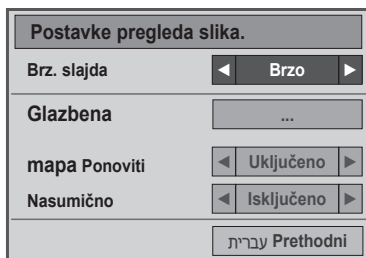 Postavke pregleda slika.
Brz. slajda ◄ Brzo ►
Glazbena ...
mapa Ponoviti ◄ Uključeno ►
Nasumično ◄ Isključeno ►
עברית Prethodni